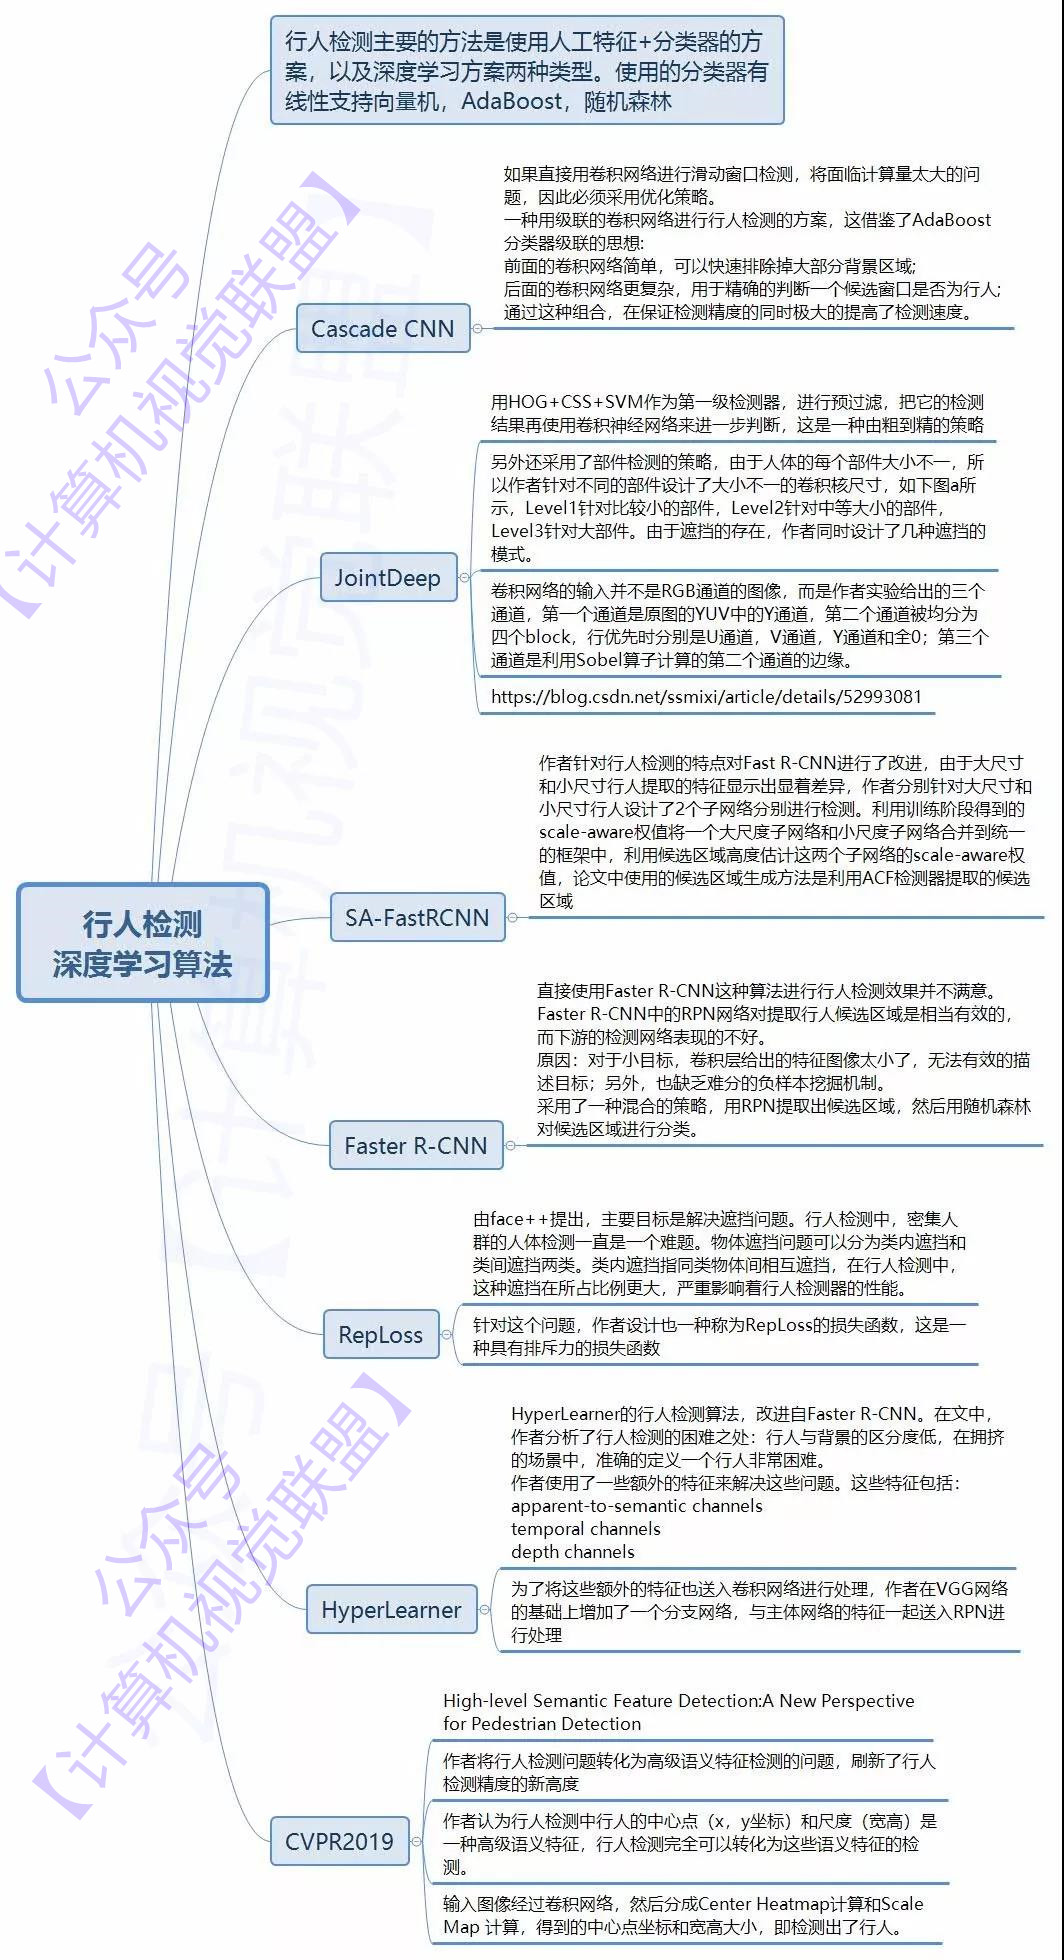 行人检测主要的方法是使用人工特征+分类器的方
案，以及深度学习方案两种类型。使用的分类器有
线性支持向量机，AdaBoost，随机森林
如果直接用卷积网络进行滑动窗口检测，将面临计算量太大的问
题，因此必须采用优化策略。
一种用级联的卷积网络进行行人检测的方案，这借鉴了AdaBoost
分类器级联的思想:
前面的卷积网络简单，可以快速排除掉大部分背景区域;
后面的卷积网络更复杂，用于精确的判断一个候选窗口是否为行人;
通过这种组合，在保证检测精度的同时极大的提高了检测速度。
Cascade CNN
用HOG+CSS+SVM作为第一级检测器，进行预过滤，把它的检测
结果再使用卷积神经网络来进一步判断，这是一种由粗到精的策略
另外还采用了部件检测的策略，由于人体的每个部件大小不一，所
以作者针对不同的部件设计了大小不一的卷积核尺寸，如下图a所
示，Level1针对比较小的部件，Level2针对中等大小的部件，
Level3针对大部件。由于遮挡的存在，作者同时设计了几种遮挡的
模式。
JointDeep
卷积网络的输入并不是RGB通道的图像，而是作者实验给出的三个
通道，第一个通道是原图的YUV中的Y通道，第二个通道被均分为
四个block，行优先时分别是U通道，V通道，Y通道和全0；第三个
通道是利用Sobel算子计算的第二个通道的边缘。
https://blog.csdn.net/ssmixi/article/details/52993081
作者针对行人检测的特点对Fast R-CNN进行了改进，由于大尺寸
和小尺寸行人提取的特征显示出显着差异，作者分别针对大尺寸和
小尺寸行人设计了2个子网络分别进行检测。利用训练阶段得到的
scale-aware权值将一个大尺度子网络和小尺度子网络合并到统一
的框架中，利用候选区域高度估计这两个子网络的scale-aware权
值，论文中使用的候选区域生成方法是利用ACF检测器提取的候选
区域
SA-FastRCNN
行人检测
深度学习算法
直接使用Faster R-CNN这种算法进行行人检测效果并不满意。
Faster R-CNN中的RPN网络对提取行人候选区域是相当有效的，
而下游的检测网络表现的不好。
原因：对于小目标，卷积层给出的特征图像太小了，无法有效的描
述目标；另外，也缺乏难分的负样本挖掘机制。
采用了一种混合的策略，用RPN提取出候选区域，然后用随机森林
对候选区域进行分类。
Faster R-CNN
由face++提出，主要目标是解决遮挡问题。行人检测中，密集人
群的人体检测一直是一个难题。物体遮挡问题可以分为类内遮挡和
类间遮挡两类。类内遮挡指同类物体间相互遮挡，在行人检测中，
这种遮挡在所占比例更大，严重影响着行人检测器的性能。
RepLoss
针对这个问题，作者设计也一种称为RepLoss的损失函数，这是一
种具有排斥力的损失函数
HyperLearner的行人检测算法，改进自Faster R-CNN。在文中，
作者分析了行人检测的困难之处：行人与背景的区分度低，在拥挤
的场景中，准确的定义一个行人非常困难。
作者使用了一些额外的特征来解决这些问题。这些特征包括：
apparent-to-semantic channels
temporal channels
depth channels
HyperLearner
为了将这些额外的特征也送入卷积网络进行处理，作者在VGG网络
的基础上增加了一个分支网络，与主体网络的特征一起送入RPN进
行处理
High-level Semantic Feature Detection:A New Perspective
for Pedestrian Detection
作者将行人检测问题转化为高级语义特征检测的问题，刷新了行人
检测精度的新高度
CVPR2019
作者认为行人检测中行人的中心点（x，y坐标）和尺度（宽高）是
一种高级语义特征，行人检测完全可以转化为这些语义特征的检
测。
输入图像经过卷积网络，然后分成Center Heatmap计算和Scale
Map 计算，得到的中心点坐标和宽高大小，即检测出了行人。
公众号
【计算机视觉联盟】
公众号
【计算机视觉联盟】
公众号
【计算机视觉联盟】